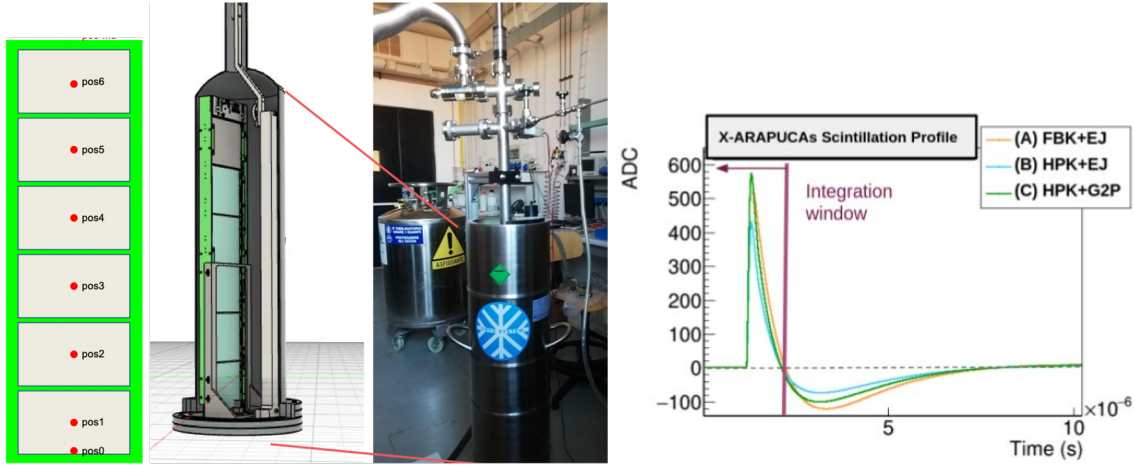 pos6
pos5
pos4
pos3
pos2
pos1
pos0
ASFISSIANTE
X-ARAPUCAs Scintillation Profile
(A) FBK+EJ
(B) HPK+EJ
(C) HPK+G2P
Integration
window
ADC
600
500
400
300
200
100
0
−100
5
10
×10⁻⁶
Time (s)